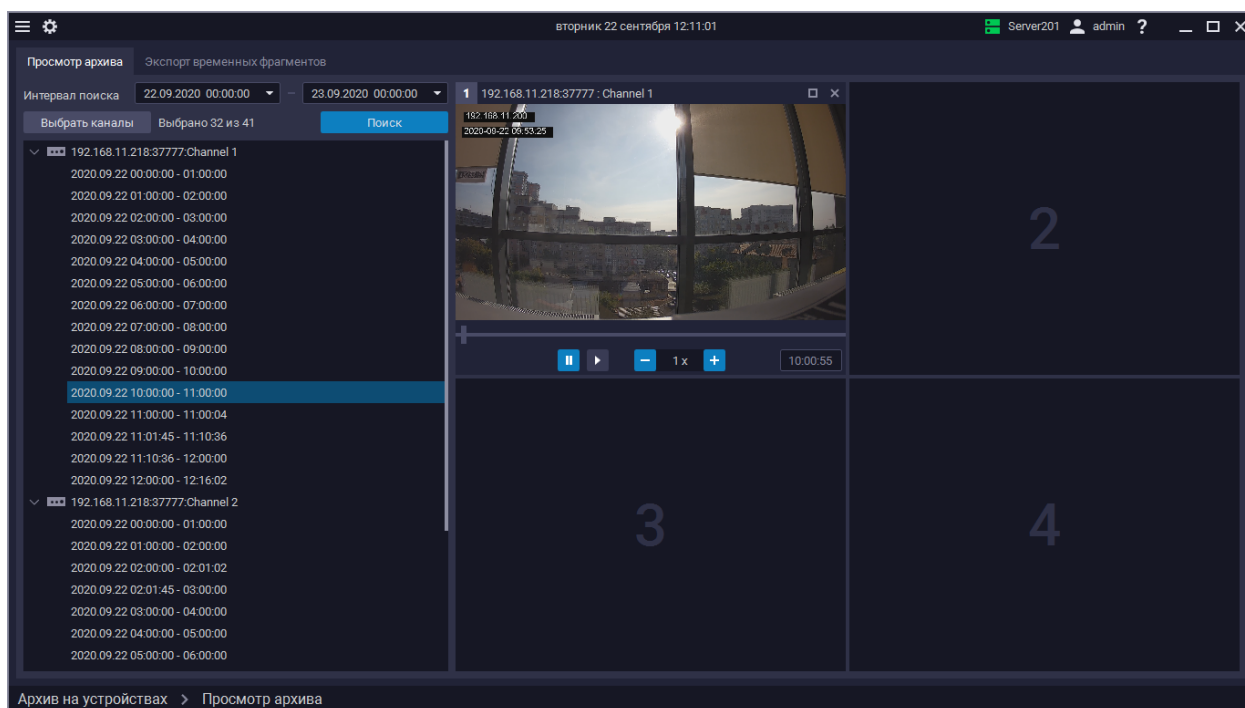 вторник 22 сентября 12:11:01
Server201 admin ?
Просмотр архива Экспорт временных фрагментов
Интервал поиска 22.09.2020 00:00:00 – 23.09.2020 00:00:00
Выбрать каналы Выбрано 32 из 41 Поиск
192.168.11.218:37777:Channel 1
2020.09.22 00:00:00 - 01:00:00
2020.09.22 01:00:00 - 02:00:00
2020.09.22 02:00:00 - 03:00:00
2020.09.22 03:00:00 - 04:00:00
2020.09.22 04:00:00 - 05:00:00
2020.09.22 05:00:00 - 06:00:00
2020.09.22 06:00:00 - 07:00:00
2020.09.22 07:00:00 - 08:00:00
2020.09.22 08:00:00 - 09:00:00
2020.09.22 09:00:00 - 10:00:00
2020.09.22 10:00:00 - 11:00:00
2020.09.22 11:00:00 - 11:00:04
2020.09.22 11:01:45 - 11:10:36
2020.09.22 11:10:36 - 12:00:00
2020.09.22 12:00:00 - 12:16:02
192.168.11.218:37777:Channel 2
2020.09.22 00:00:00 - 01:00:00
2020.09.22 01:00:00 - 02:00:00
2020.09.22 02:00:00 - 02:01:02
2020.09.22 02:01:45 - 03:00:00
2020.09.22 03:00:00 - 04:00:00
2020.09.22 04:00:00 - 05:00:00
2020.09.22 05:00:00 - 06:00:00
1 192.168.11.218:37777 : Channel 1
192.168.11.200
2020-09-22 09:53:25
1 x
10:00:55
2
3
4
Архив на устройствах > Просмотр архива